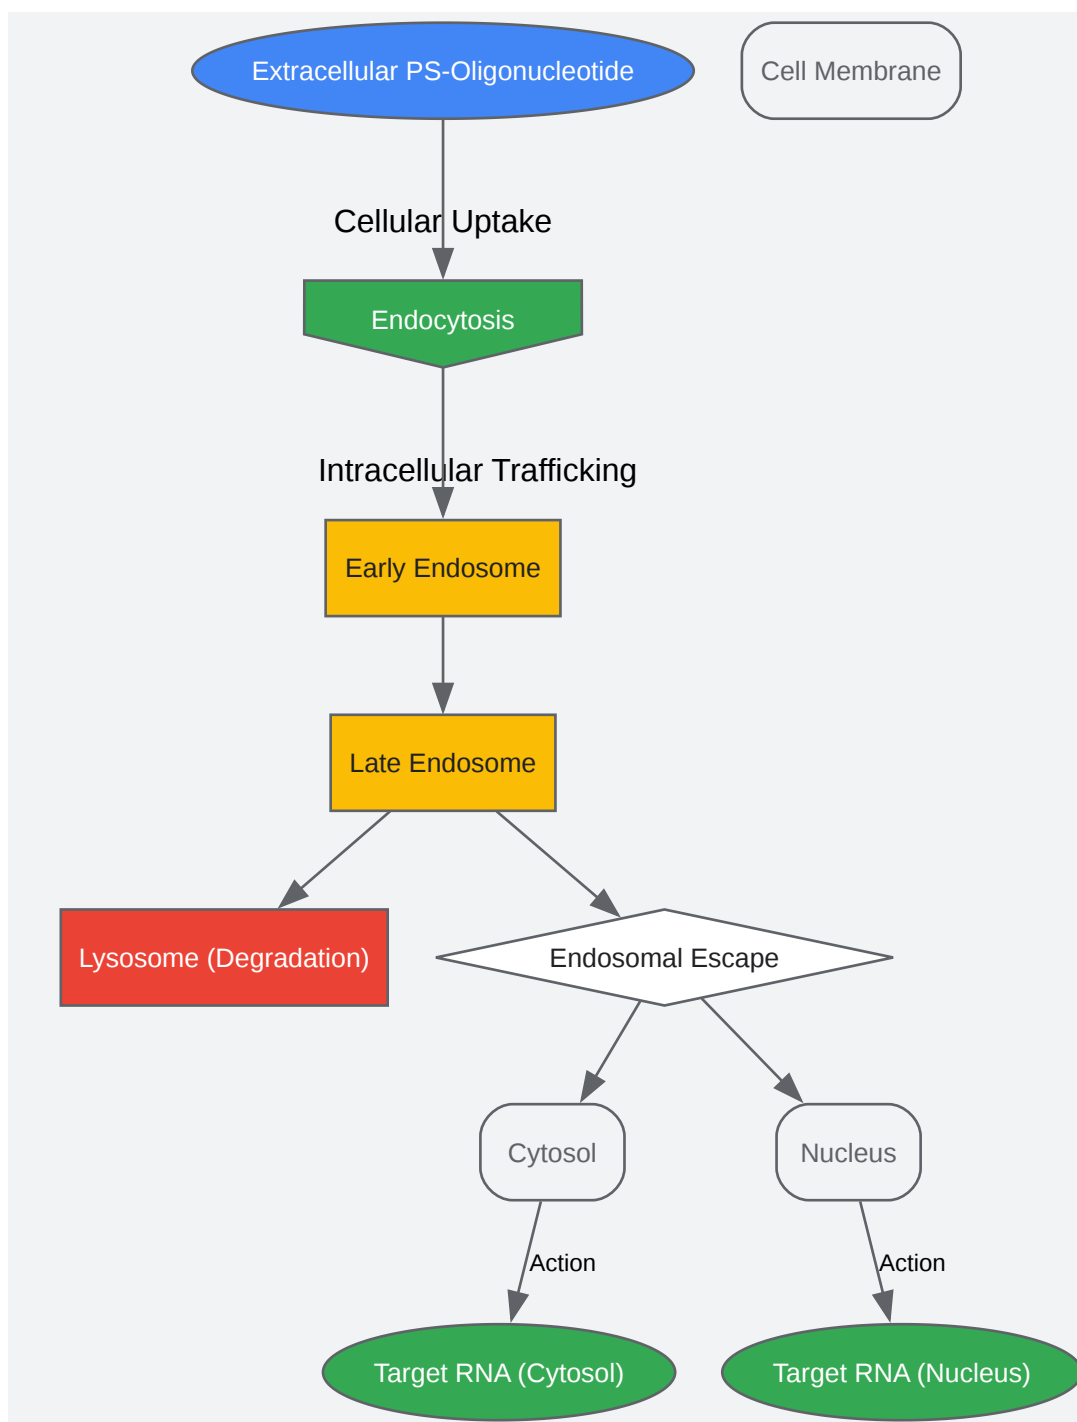 Extracellular PS-Oligonucleotide
Cell Membrane
Cellular Uptake
Endocytosis
Intracellular Trafficking
Early Endosome
Late Endosome
Lysosome (Degradation)
Endosomal Escape
Cytosol
Nucleus
Action
Action
Target RNA (Cytosol)
Target RNA (Nucleus)